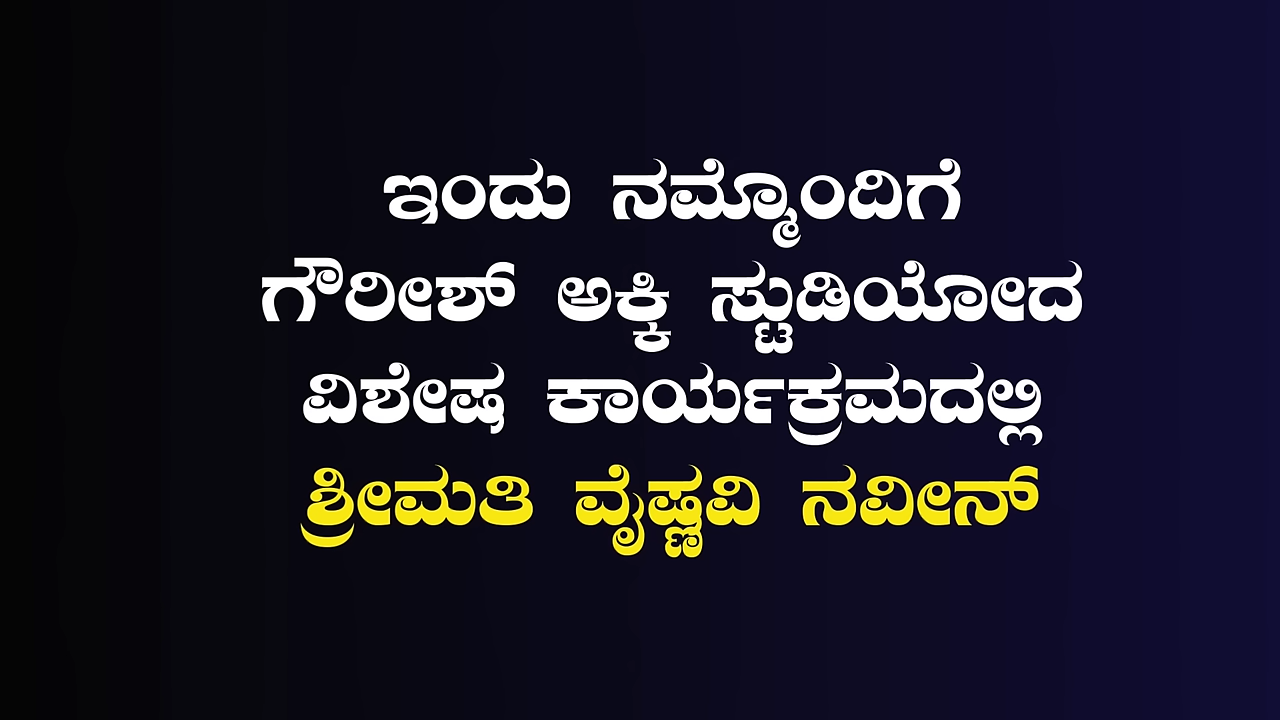 ಇಂದು ನಮ್ಮೊಂದಿಗೆ
ಗೌರೀಶ್ ಅಕ್ಕಿ ಸ್ಟುಡಿಯೋದ
ವಿಶೇಷ ಕಾರ್ಯಕ್ರಮದಲ್ಲಿ
ಶ್ರೀಮತಿ ವೈಷ್ಣವಿ ನವೀನ್